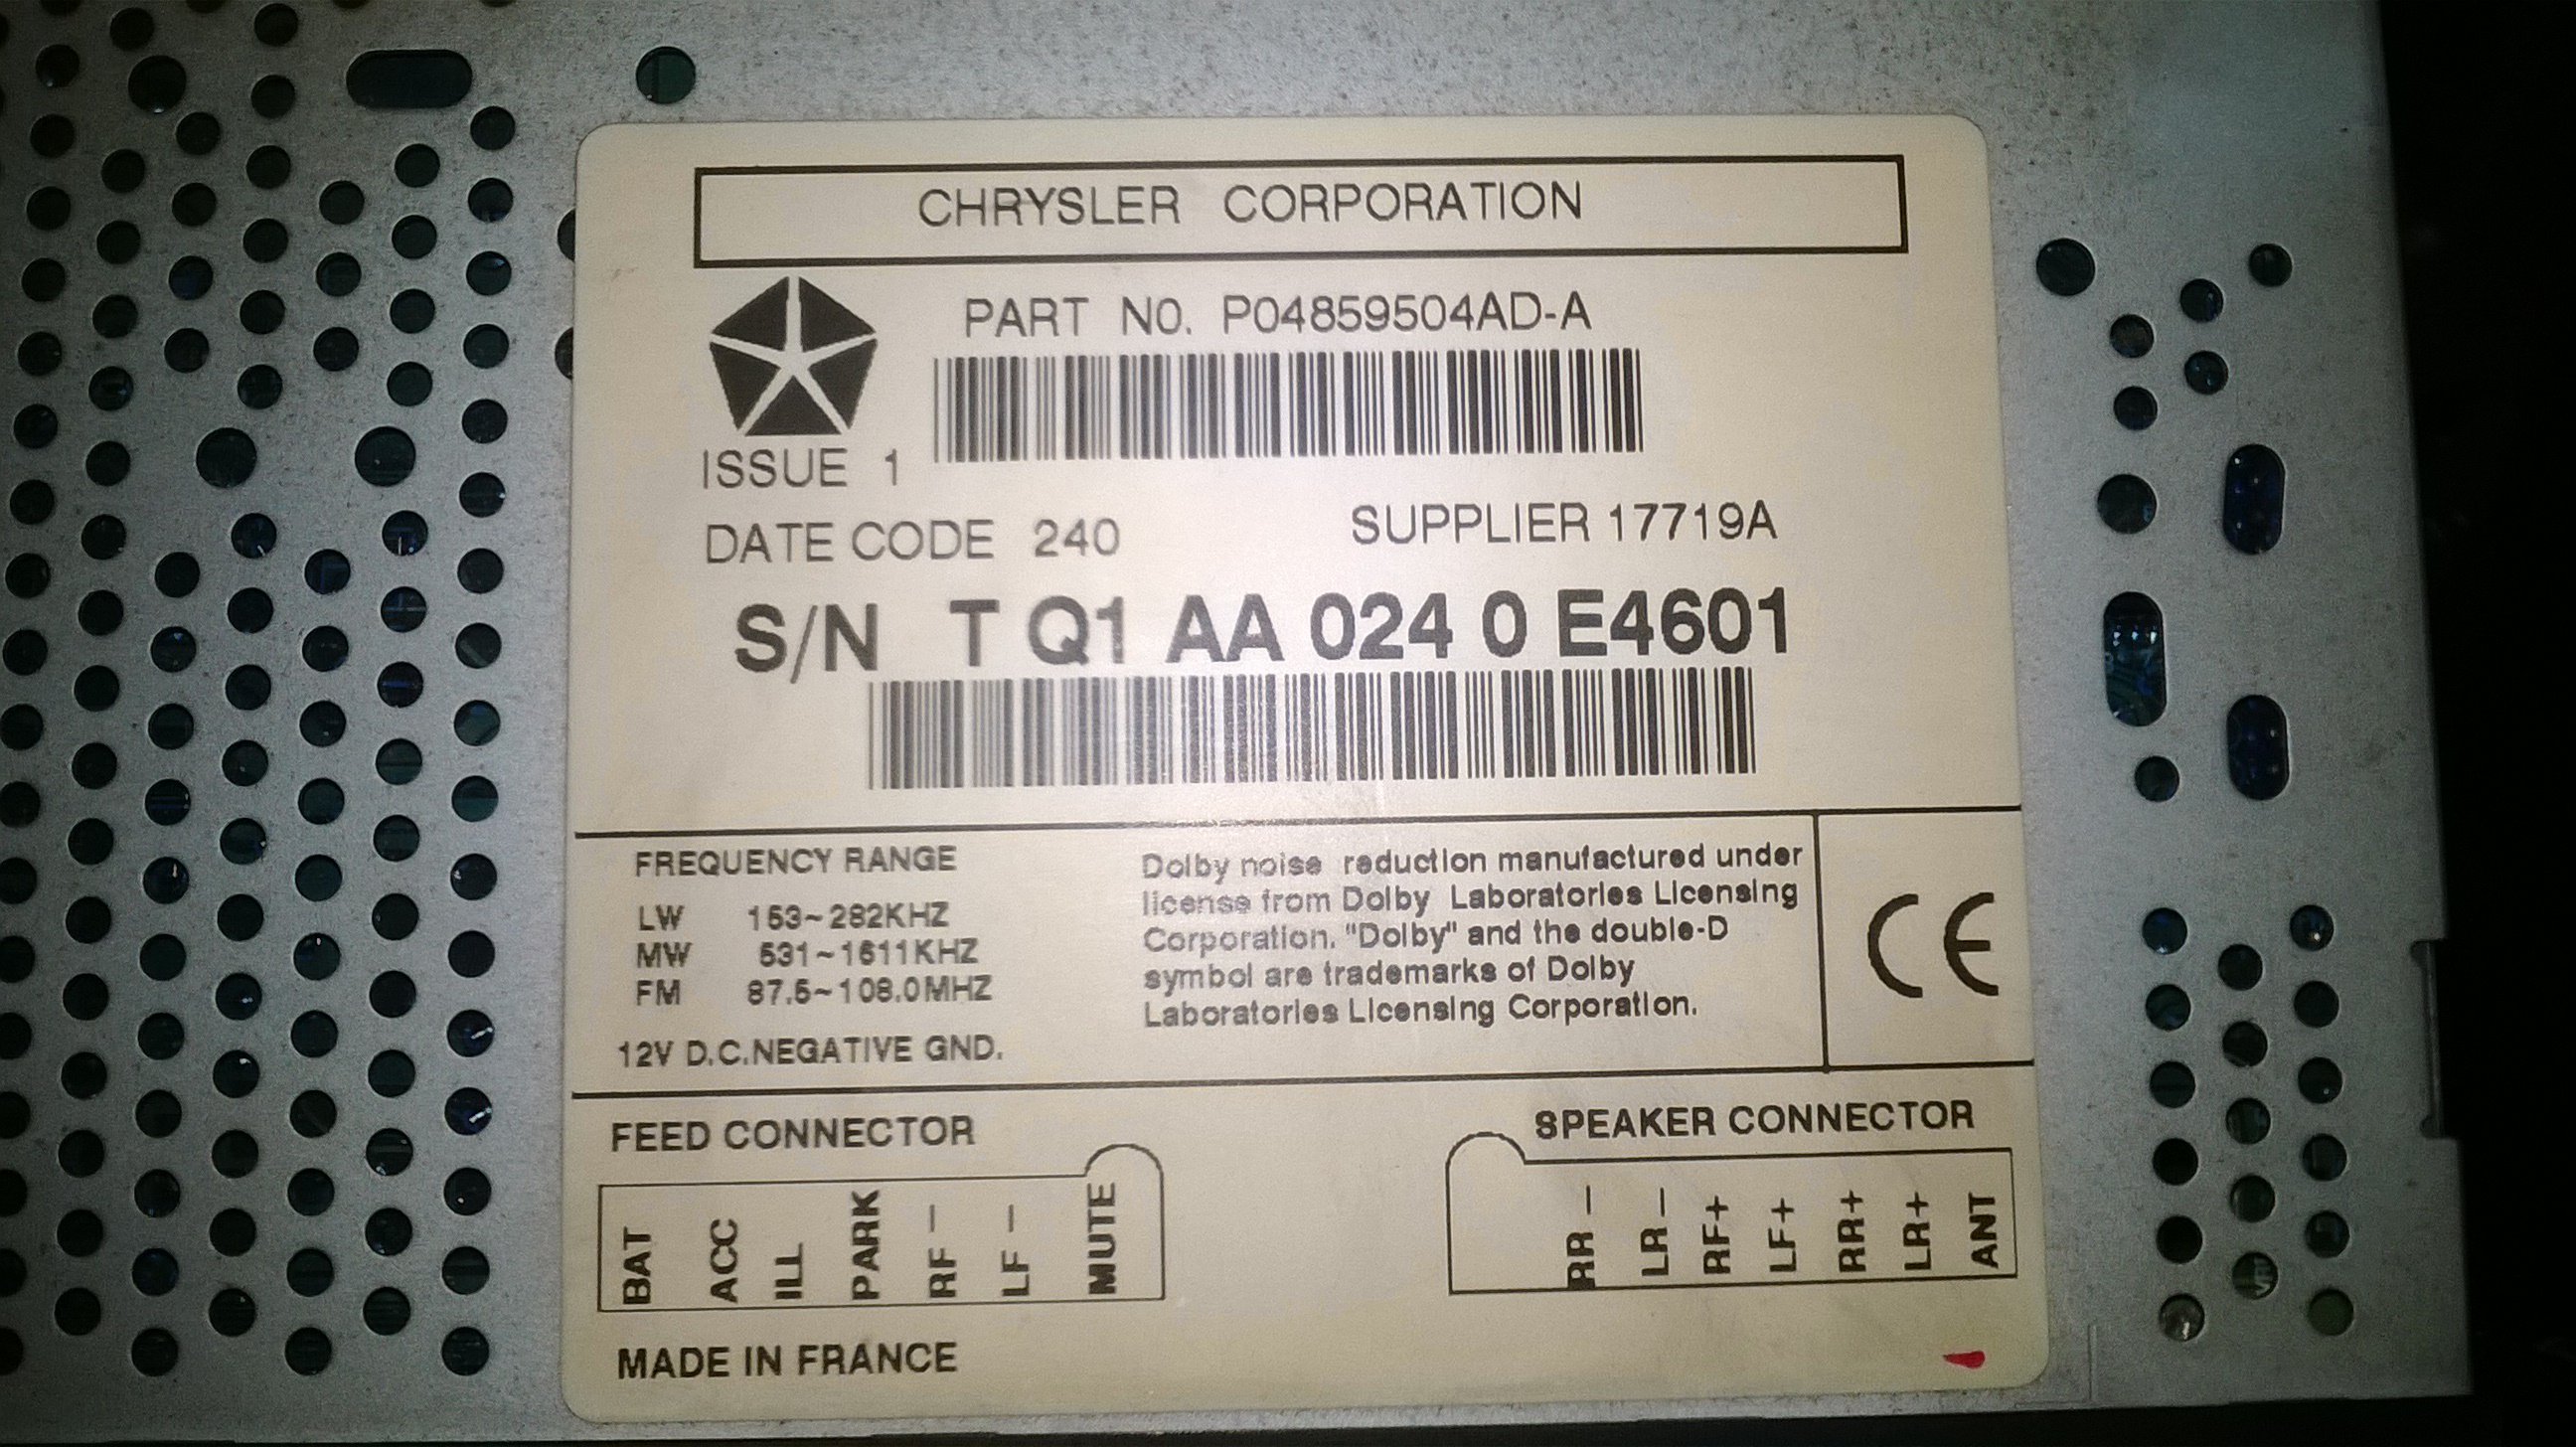 CHRYSLER CORPORATION
PART NO. P04859504AD-A
ISSUE 1
DATE CODE 240
SUPPLIER 17719A
S/N T Q1 AA 024 0 E4601
FREQUENCY RANGE
LW 153~282KHZ
MW 531~1611KHZ
FM 87.5~108.0MHZ
12V D.C.NEGATIVE GND.
Dolby noise reduction manufactured under
license from Dolby Laboratories Licensing
Corporation. "Dolby" and the double-D
symbol are trademarks of Dolby
Laboratories Licensing Corporation.
CE
FEED CONNECTOR
BAT
ACC
ILL
PARK
RF –
LF –
MUTE
SPEAKER CONNECTOR
RR –
LR –
RF+
LF+
RR+
LR+
ANT
MADE IN FRANCE